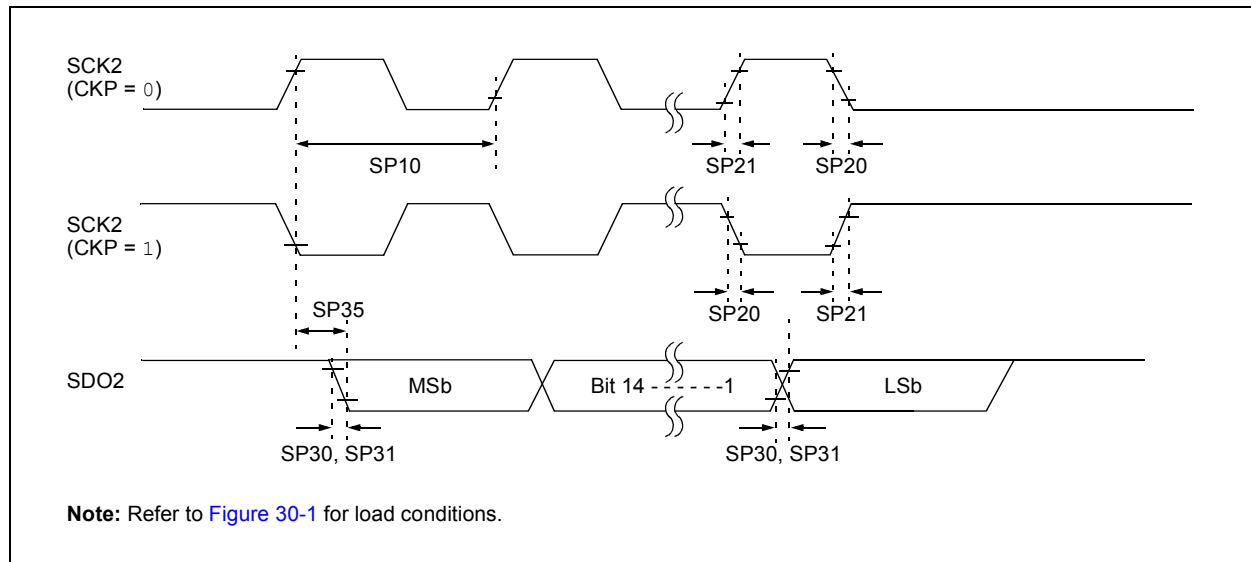 SCK2
(CKP = 0)
SP10
SP21
SP20
SCK2
(CKP = 1)
SP35
SP20
SP21
SDO2
MSb
Bit 14 - - - - - -1
LSb
SP30, SP31
SP30, SP31
Note: Refer to Figure 30-1 for load conditions.